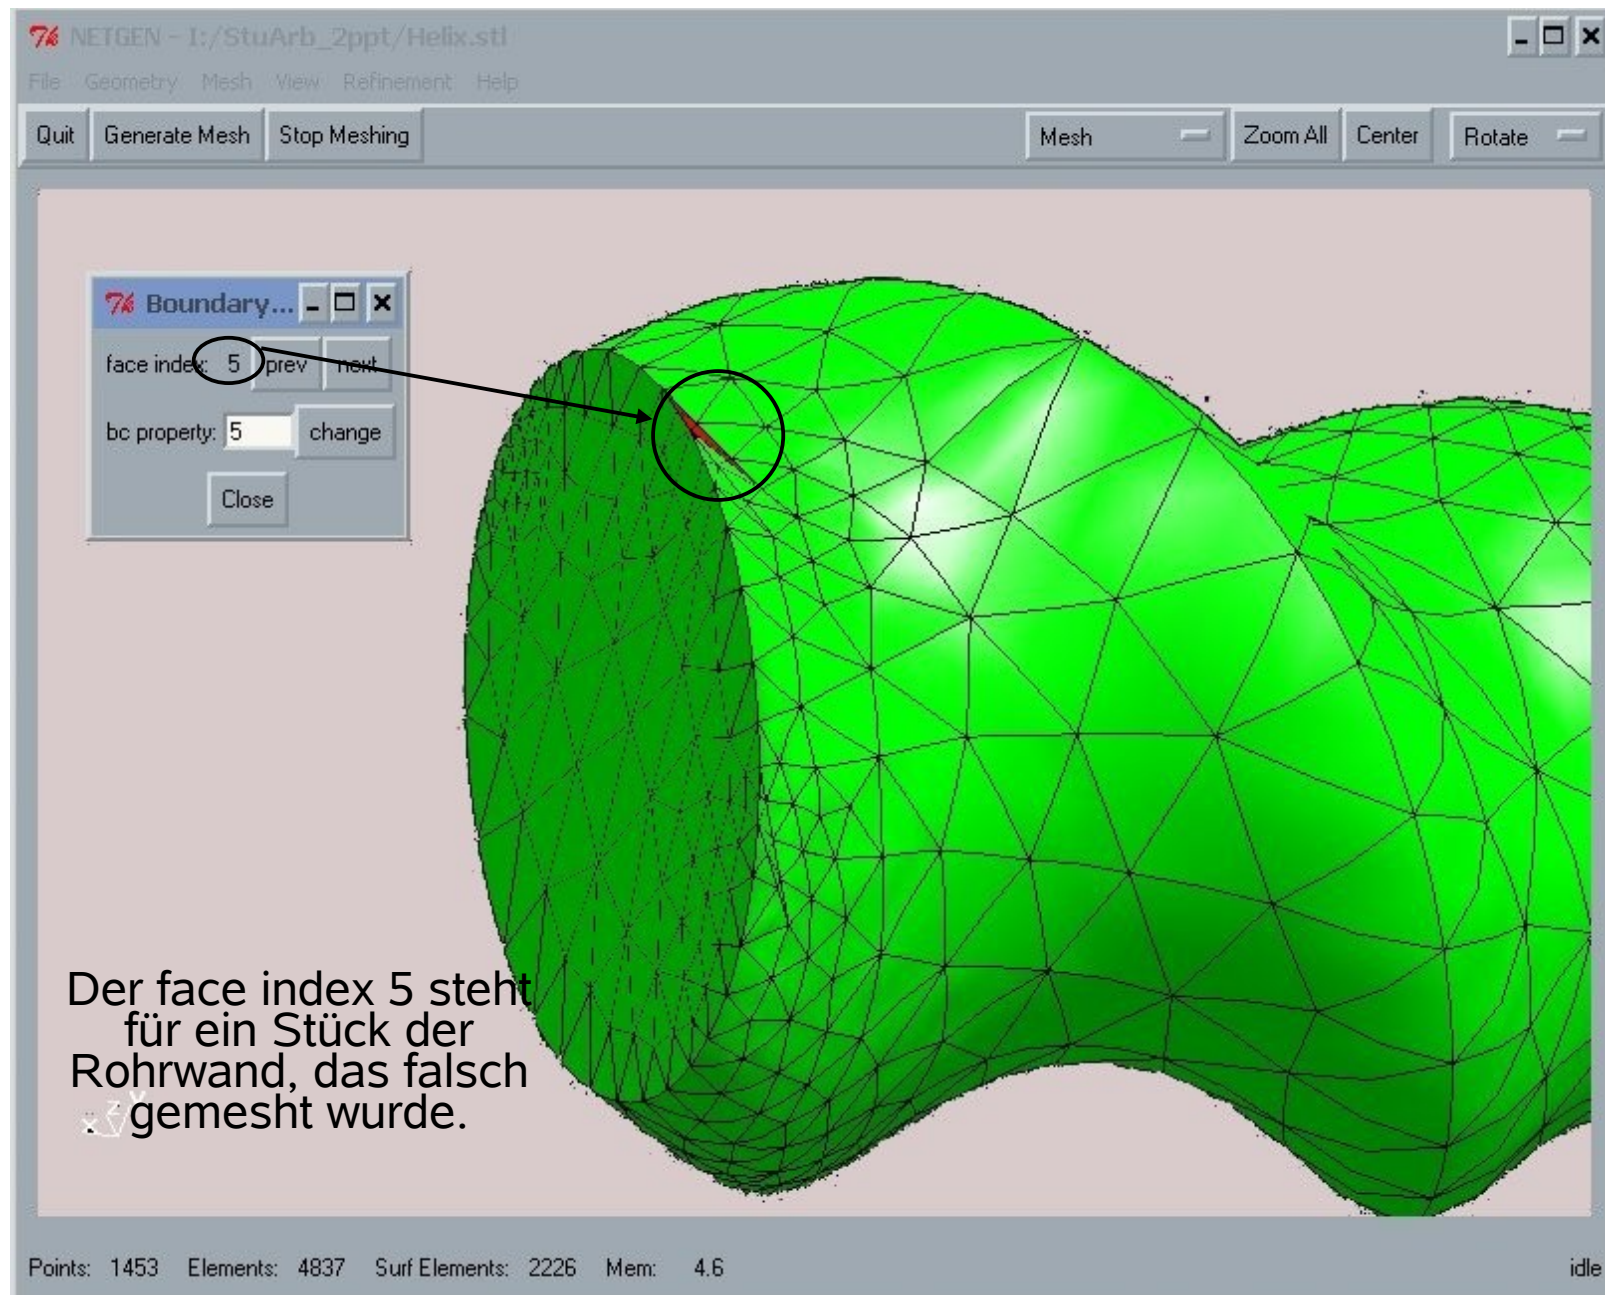 NETGEN - I:/StuArb_2ppt/Helix.stl
File Geometry Mesh View Refinement Help
Quit Generate Mesh Stop Meshing Mesh Zoom All Center Rotate
Boundary...
face index: 5 prev next
bc property: 5 change
Close
Der face index 5 steht
für ein Stück der
Rohrwand, das falsch
gemesht wurde.
x z y
Points: 1453 Elements: 4837 Surf Elements: 2226 Mem: 4.6 idle